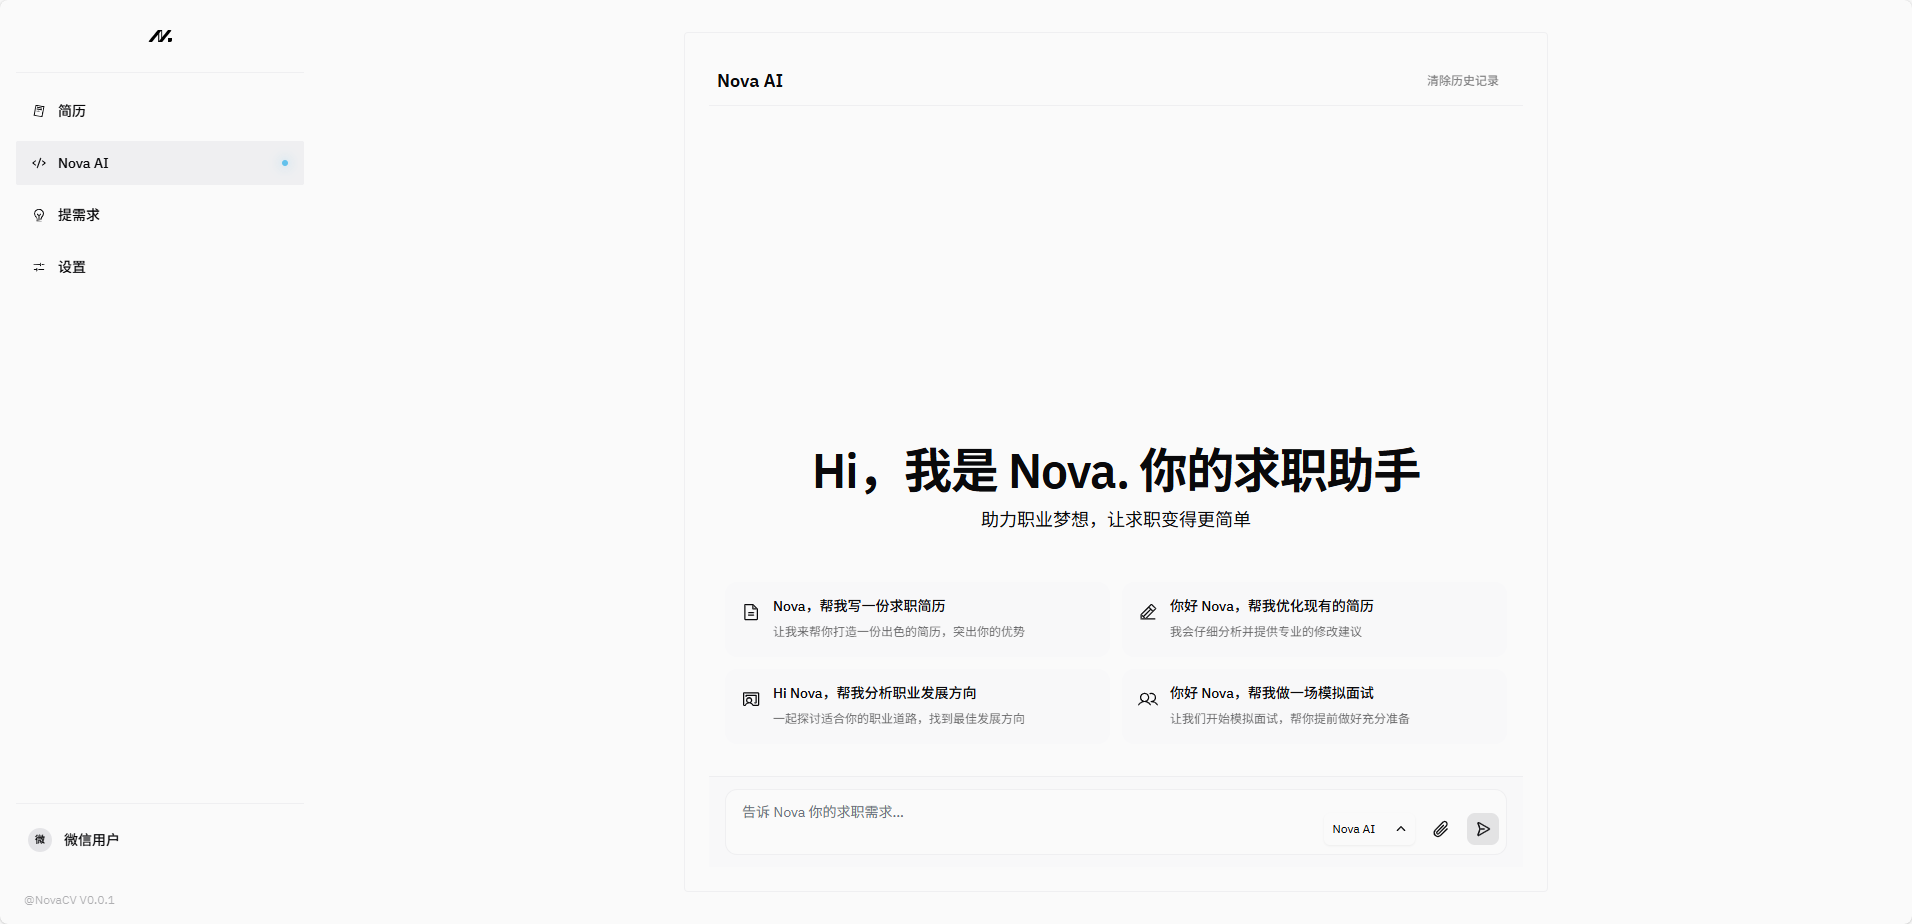 简历
Nova AI
提需求
设置
微 微信用户
@NovaCV V0.0.1
Nova AI 清除历史记录
Hi，我是 Nova. 你的求职助手
助力职业梦想，让求职变得更简单
Nova，帮我写一份求职简历
让我来帮你打造一份出色的简历，突出你的优势
你好 Nova，帮我优化现有的简历
我会仔细分析并提供专业的修改建议
Hi Nova，帮我分析职业发展方向
一起探讨适合你的职业道路，找到最佳发展方向
你好 Nova，帮我做一场模拟面试
让我们开始模拟面试，帮你提前做好充分准备
告诉 Nova 你的求职需求...
Nova AI